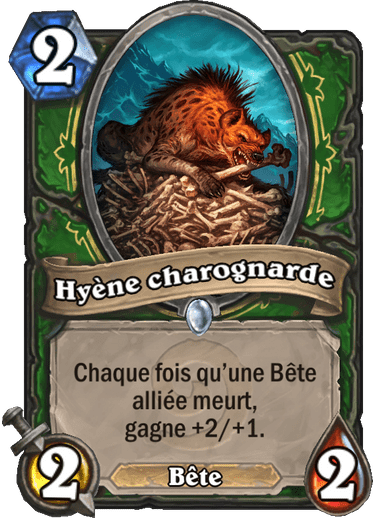 2
Hyène charognarde
Chaque fois qu'une Bête
alliée meurt,
gagne +2/+1.
2
Bête
2